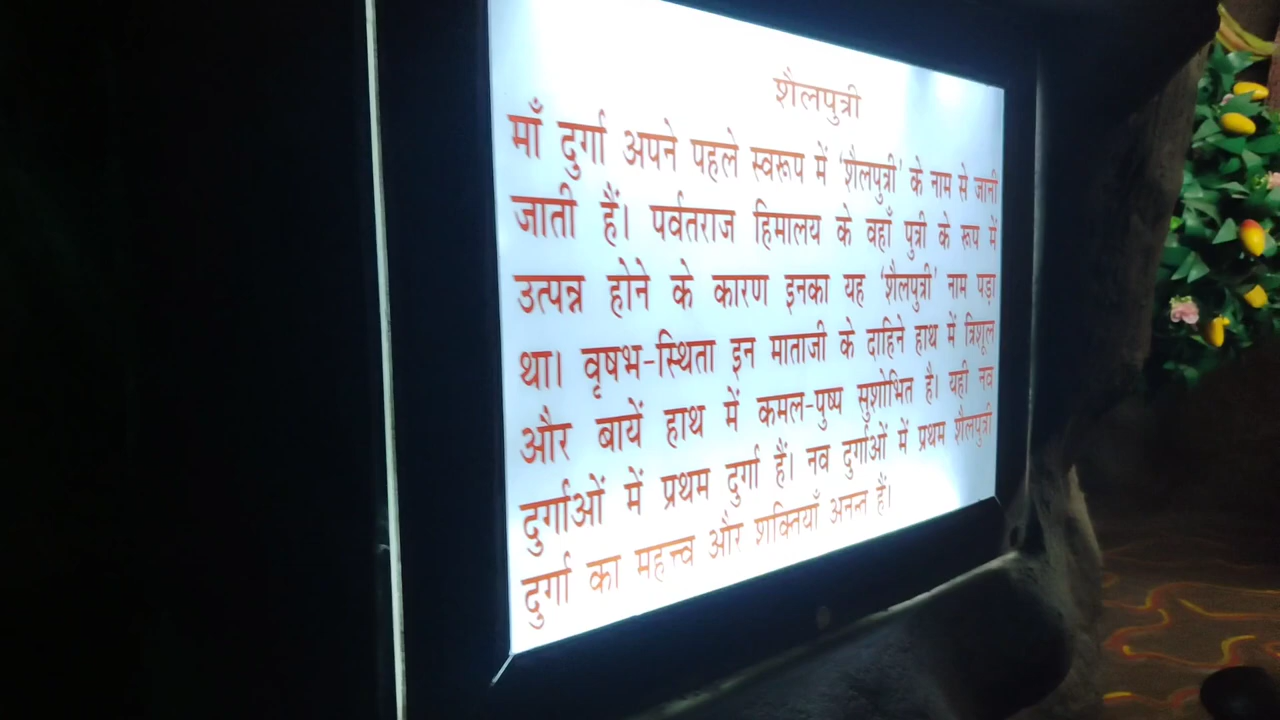 शैलपुत्री
माँ दुर्गा अपने पहले स्वरूप में 'शैलपुत्री' के नाम से जानी
जाती हैं। पर्वतराज हिमालय के वहाँ पुत्री के रूप में
उत्पन्न होने के कारण इनका यह 'शैलपुत्री' नाम पड़ा
था। वृषभ-स्थिता इन माताजी के दाहिने हाथ में त्रिशूल
और बायें हाथ में कमल-पुष्प सुशोभित है। यही नव
दुर्गाओं में प्रथम दुर्गा हैं। नव दुर्गाओं में प्रथम शैलपुत्री
दुर्गा का महत्त्व और शक्तियाँ अनन्त हैं।